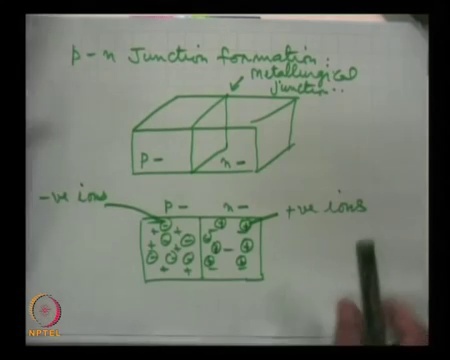 p-n Junction formation:
metallurgical
junction..
p-
n-
-ve ions
p-
n-
+ve ions
NPTEL